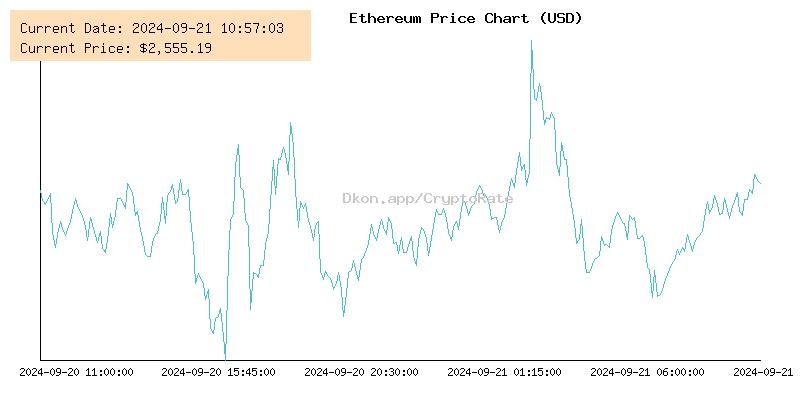 Ethereum Price Chart (USD)
Current Date: 2024-09-21 10:57:03
Current Price: $2,555.19
Dkon.app/CryptoRate
2024-09-20 11:00:00 2024-09-20 15:45:00 2024-09-20 20:30:00 2024-09-21 01:15:00 2024-09-21 06:00:00 2024-09-21